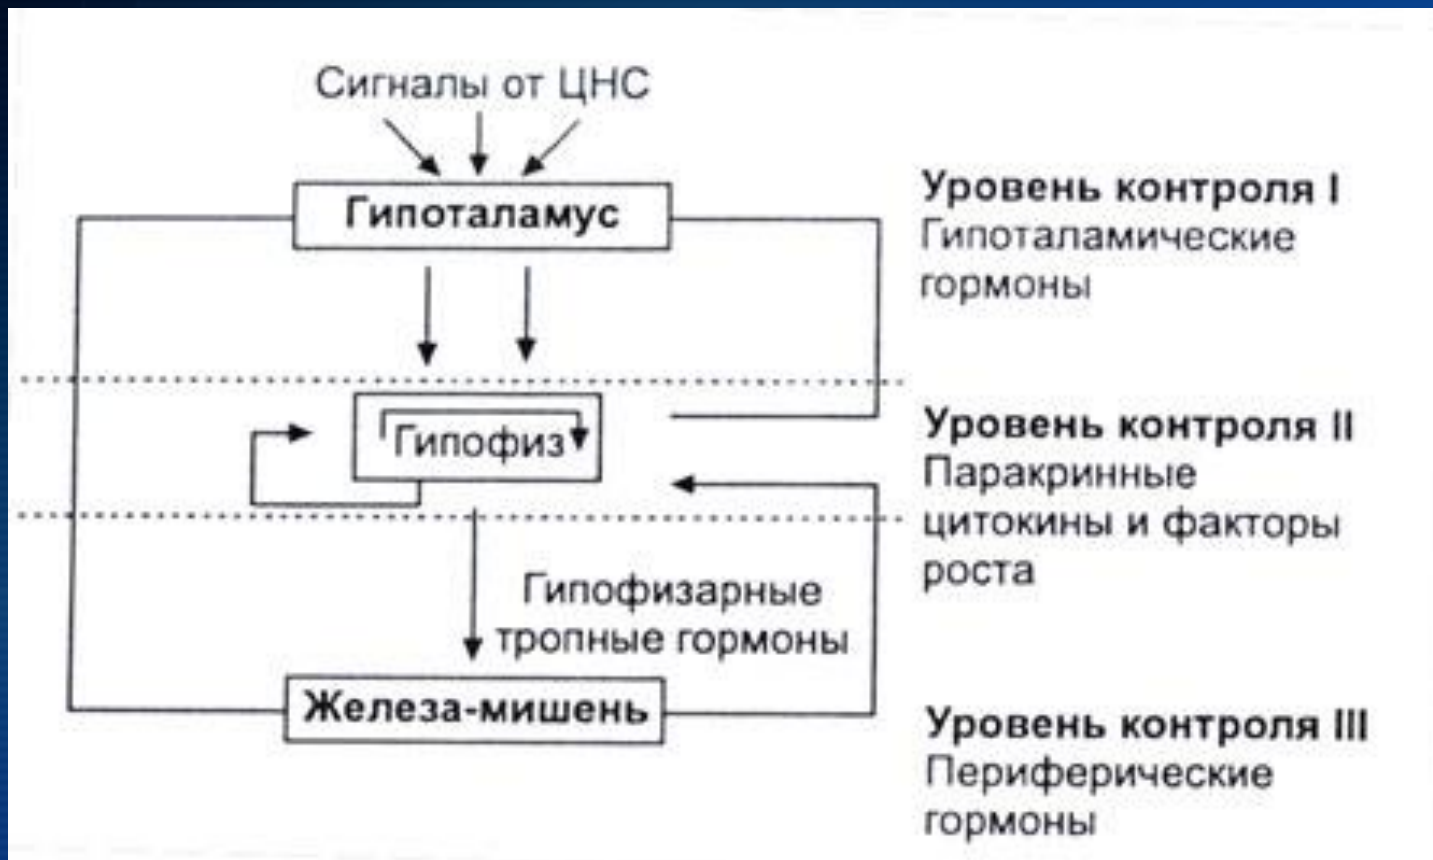 Сигналы от ЦНС
Гипоталамус
Уровень контроля I
Гипоталамические
гормоны
Гипофиз
Уровень контроля II
Паракринные
цитокины и факторы
роста
Гипофизарные
тропные гормоны
Железа-мишень
Уровень контроля III
Периферические
гормоны